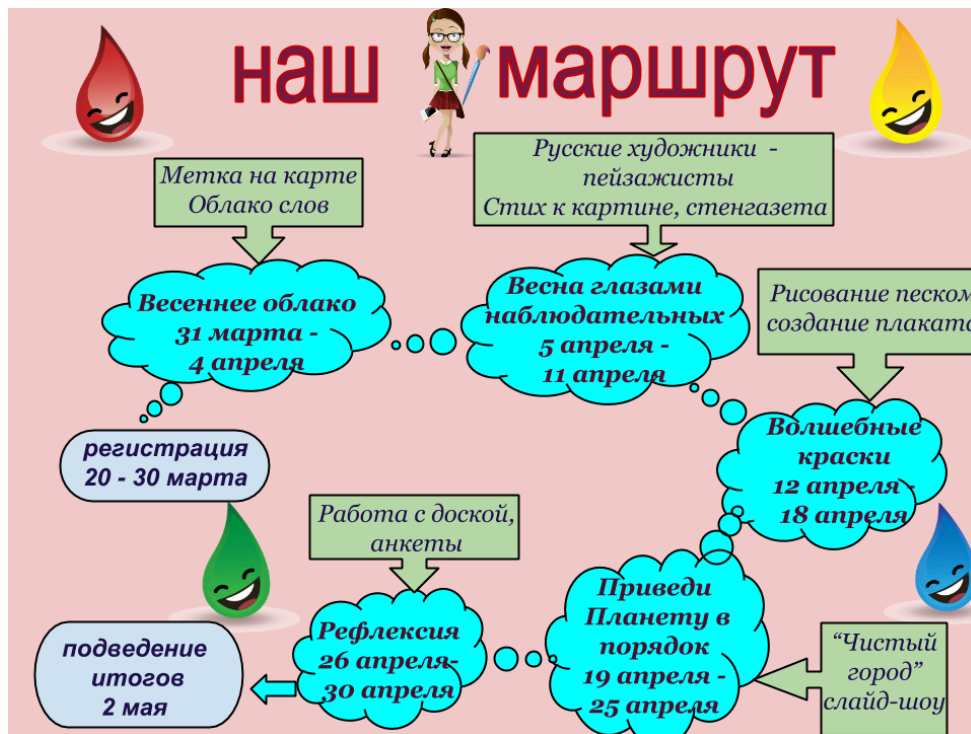 наш маршрут
Метка на карте
Облако слов
Русские художники -
пейзажисты
Стих к картине, стенгазета
Весеннее облако
31 марта -
4 апреля
Весна глазами
наблюдательных
5 апреля -
11 апреля
Рисование песком
создание плаката
Волшебные
краски
12 апреля -
18 апреля
регистрация
20 - 30 марта
Работа с доской,
анкеты
Приведи
Планету в
порядок
19 апреля -
25 апреля
Рефлексия
26 апреля-
30 апреля
подведение
итогов
2 мая
“Чистый
город”
слайд-шоу